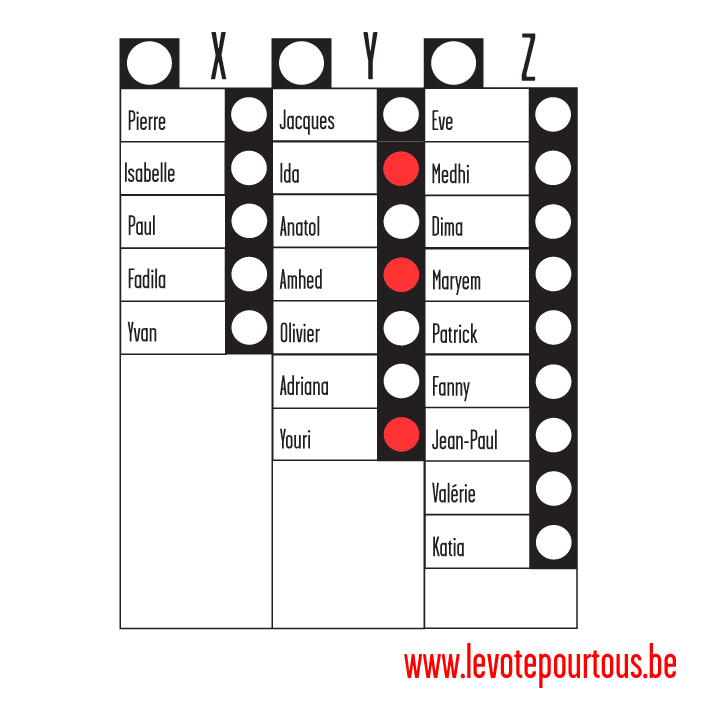 X Y Z
Pierre Jacques Eve
Isabelle Ida Medhi
Paul Anatol Dima
Fadila Amhed Maryem
Yvan Olivier Patrick
Adriana Fanny
Youri Jean-Paul
Valérie
Katia
www.levotepourtous.be